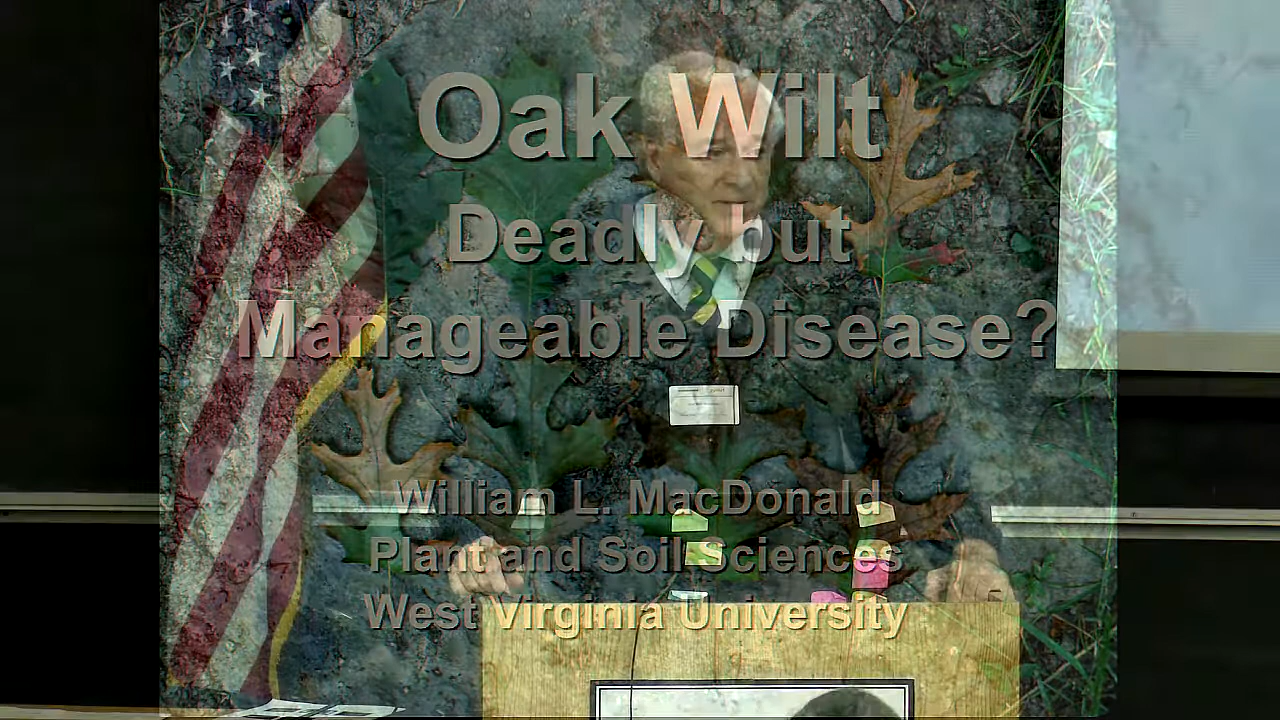 Oak Wilt
Deadly but
Manageable Disease?
William L. MacDonald
Plant and Soil Sciences
West Virginia University